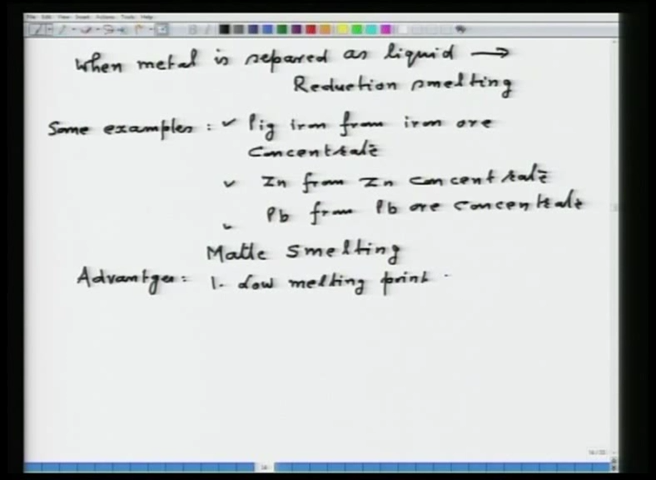 When metal is separed as liquid →
Reduction smelting
Some examples : ✓ Pig iron from iron ore
concentrate
✓ Zn from Zn concentrate
✓ Pb from Pb ore concentrate
Matte Smelting
Advantges: 1. Low melting print